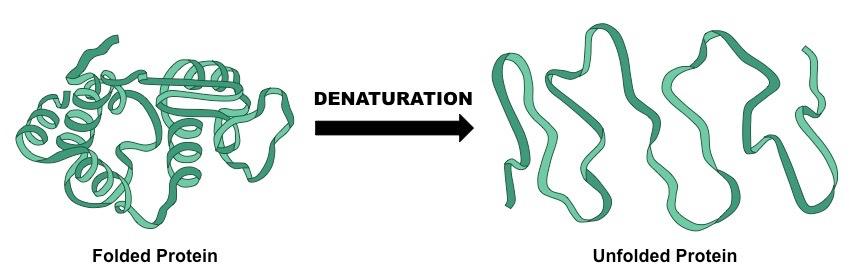 DENATURATION
Folded Protein
Unfolded Protein